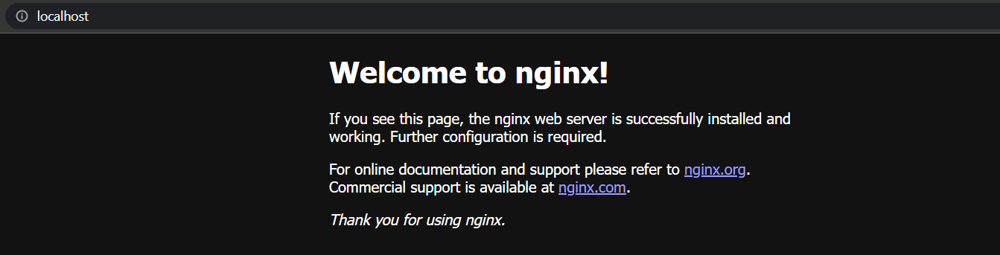 localhost
Welcome to nginx!
If you see this page, the nginx web server is successfully installed and
working. Further configuration is required.
For online documentation and support please refer to nginx.org.
Commercial support is available at nginx.com.
Thank you for using nginx.